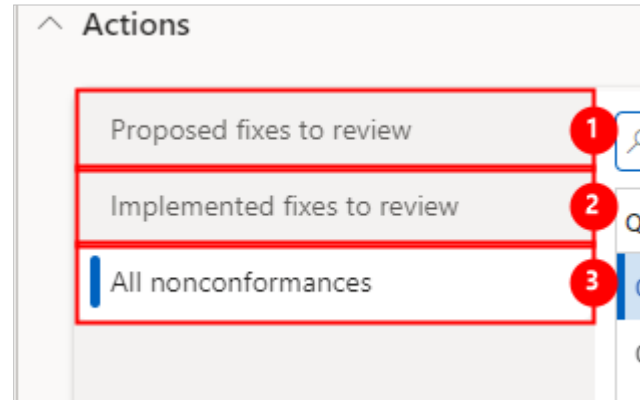 Actions
Proposed fixes to review 1
Implemented fixes to review 2
All nonconformances 3